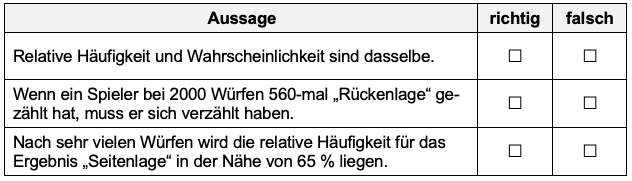 Aussage richtig falsch
Relative Häufigkeit und Wahrscheinlichkeit sind dasselbe. ☐ ☐
Wenn ein Spieler bei 2000 Würfen 560-mal „Rückenlage“ ge-
zählt hat, muss er sich verzählt haben. ☐ ☐
Nach sehr vielen Würfen wird die relative Häufigkeit für das
Ergebnis „Seitenlage“ in der Nähe von 65 % liegen. ☐ ☐